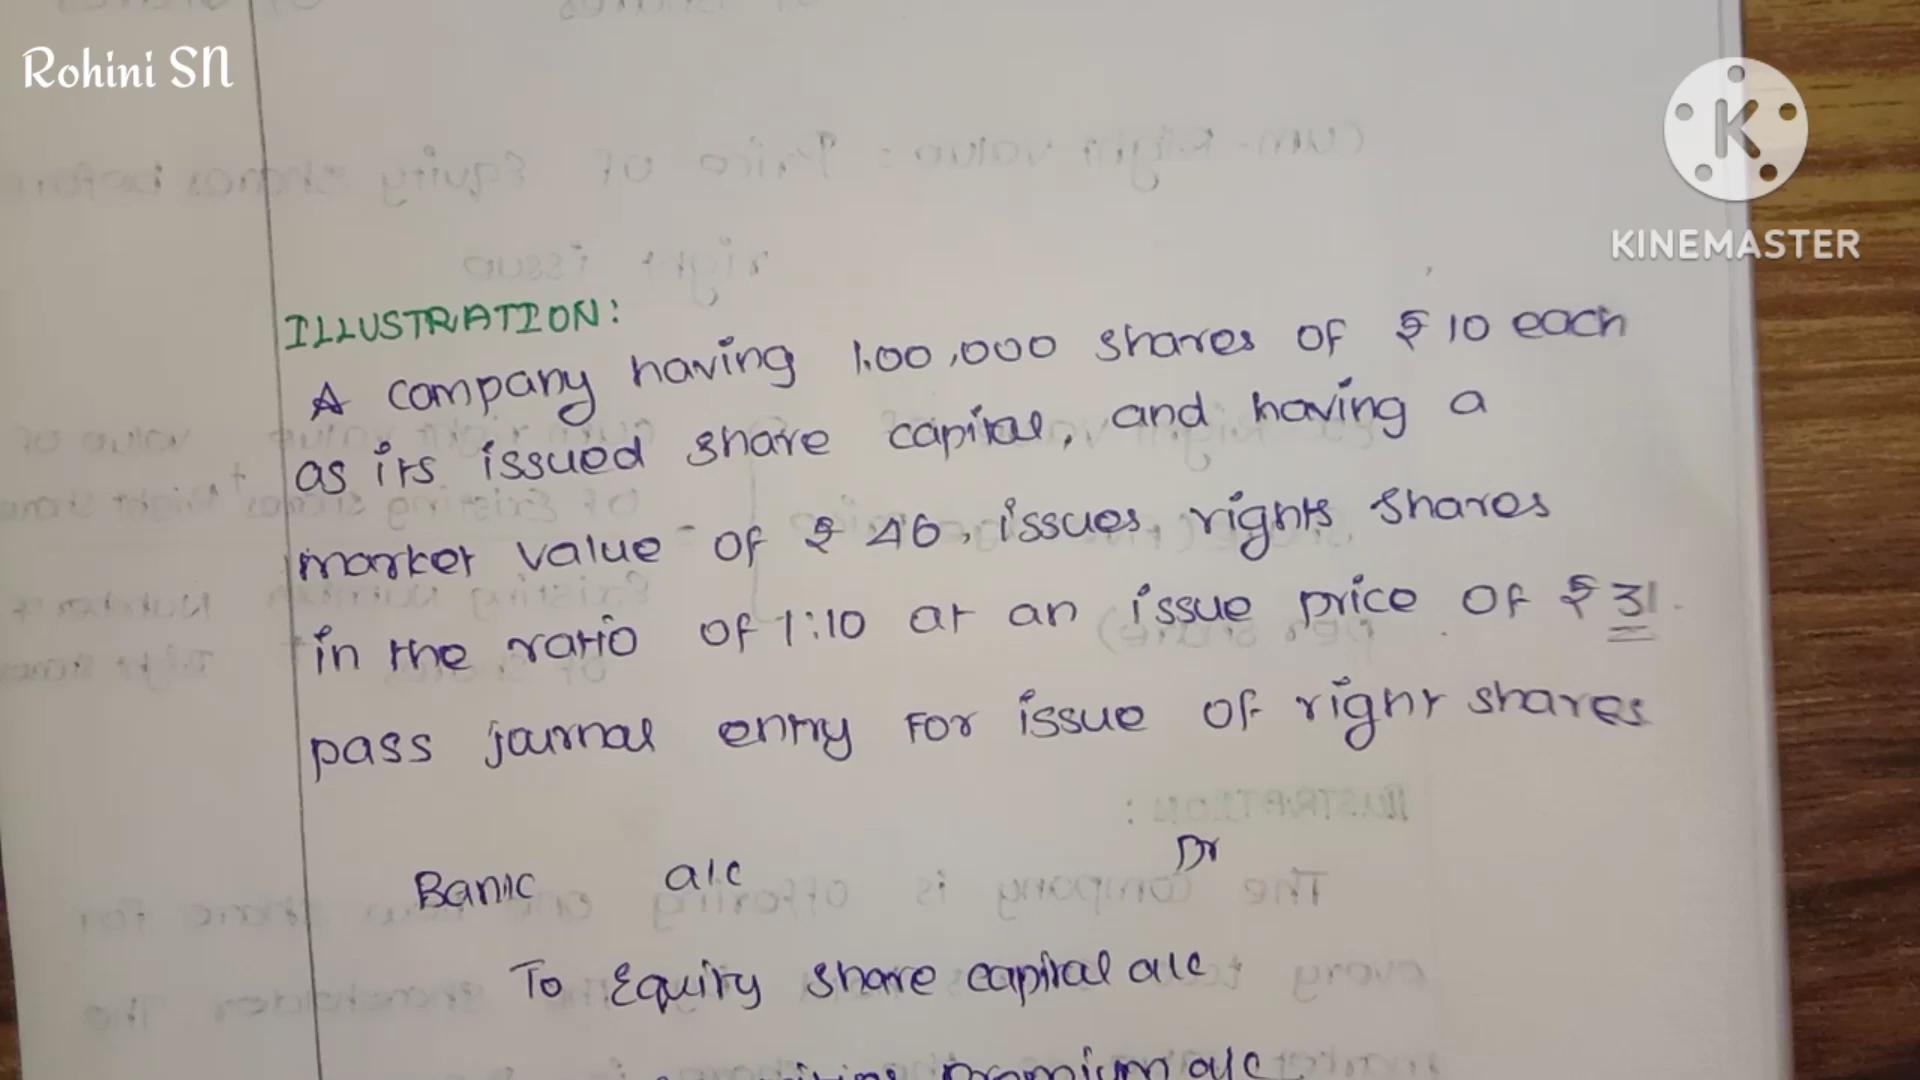 Rohini SN
KINEMASTER
ILLUSTRATION:
A company having 1,00,000 shares of ₹ 10 each
as its issued share capital, and having a
market value of ₹ 46, issues, rights shares
in the ratio of 1:10 at an issue price of ₹ 31.
pass journal entry For issue of right shares
Bank a/c Dr
To Equity share capital a/c
premium a/c